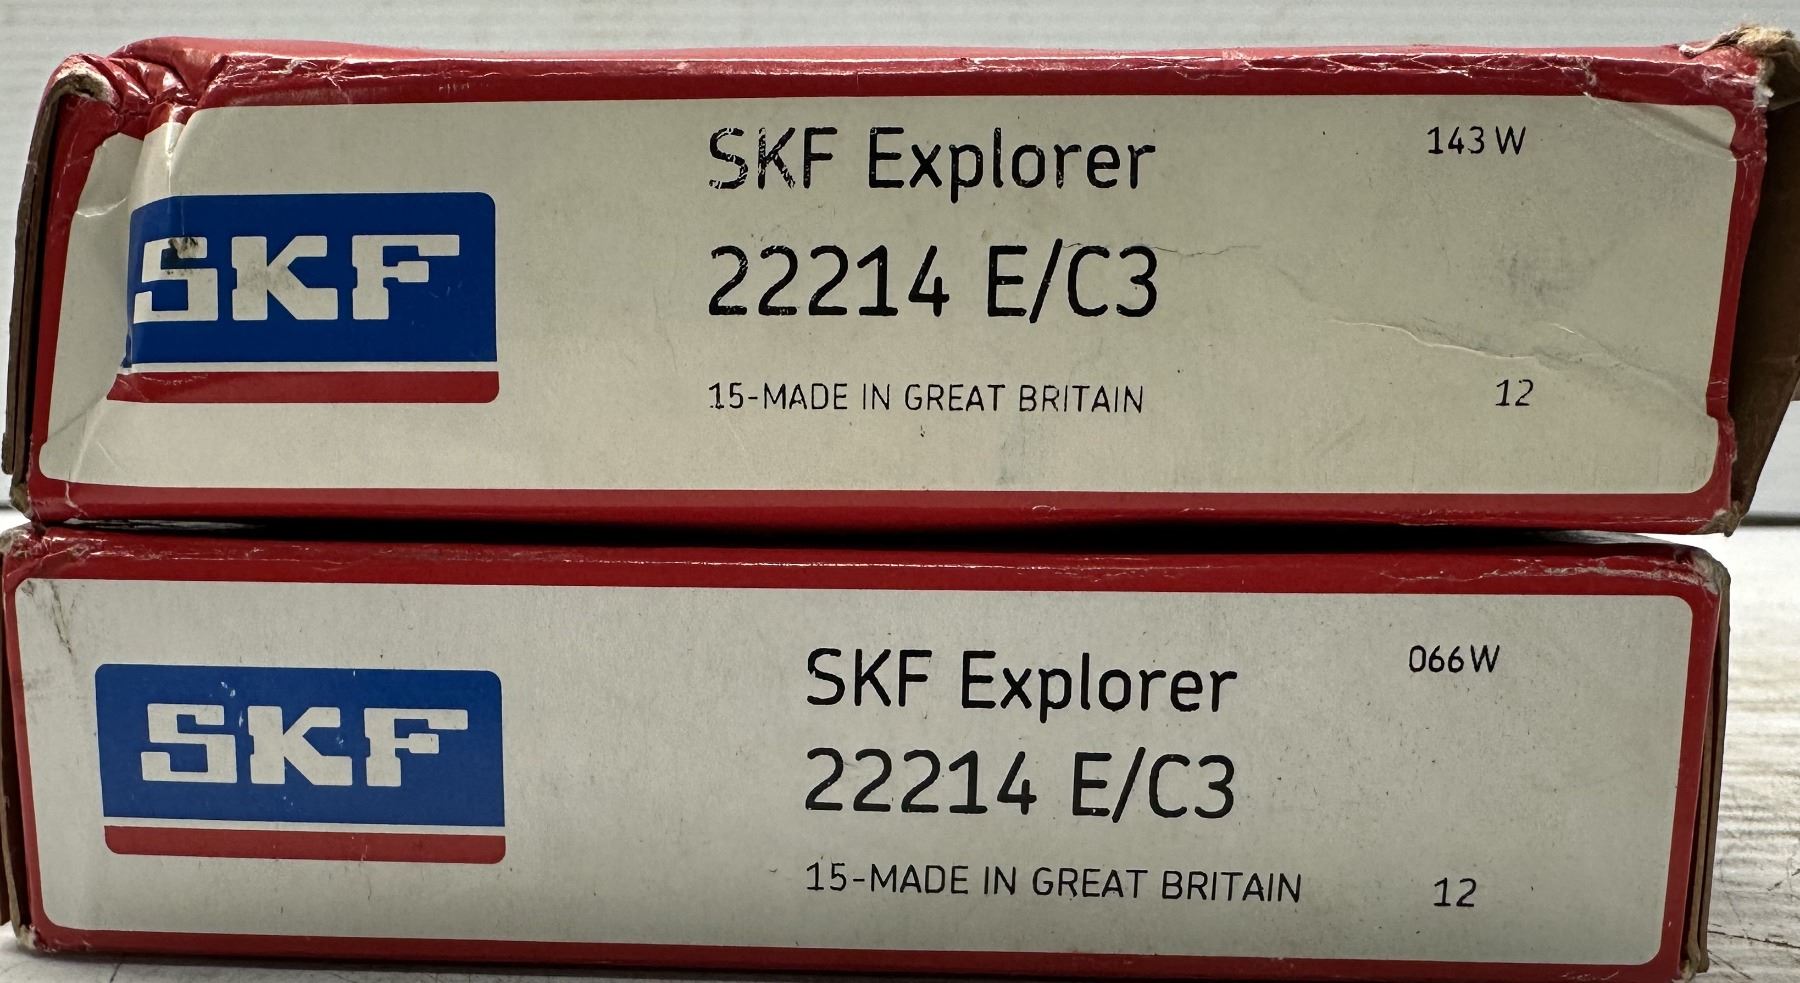 SKF
SKF Explorer
143 W
22214 E/C3
15-MADE IN GREAT BRITAIN
12
SKF
SKF Explorer
066W
22214 E/C3
15-MADE IN GREAT BRITAIN
12